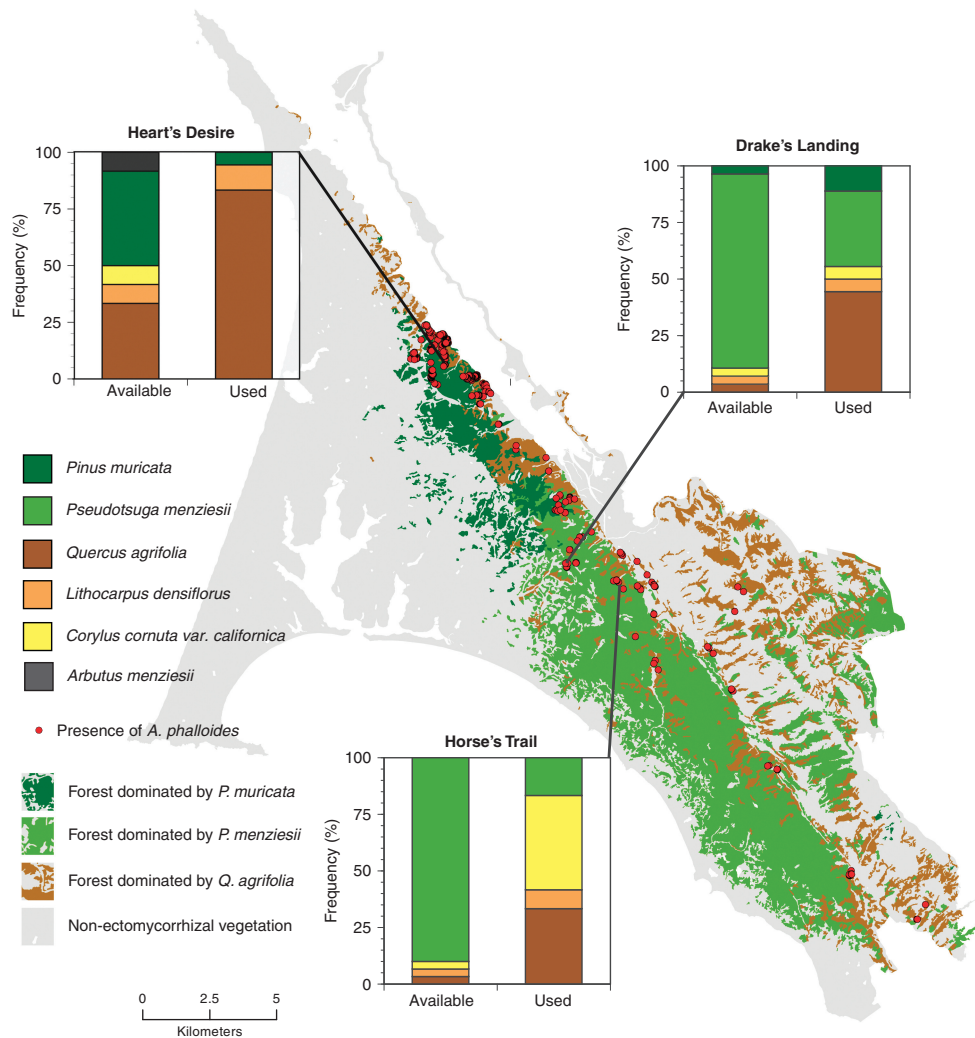 Heart's Desire
100
75
50
25
0
Frequency (%)
Available
Used
Drake's Landing
100
75
50
25
0
Frequency (%)
Available
Used
Pinus muricata
Pseudotsuga menziesii
Quercus agrifolia
Lithocarpus densiflorus
Corylus cornuta var. californica
Arbutus menziesii
Presence of A. phalloides
Forest dominated by P. muricata
Forest dominated by P. menziesii
Forest dominated by Q. agrifolia
Non-ectomycorrhizal vegetation
Horse's Trail
100
75
50
25
0
Frequency (%)
Available
Used
0 2.5 5
Kilometers